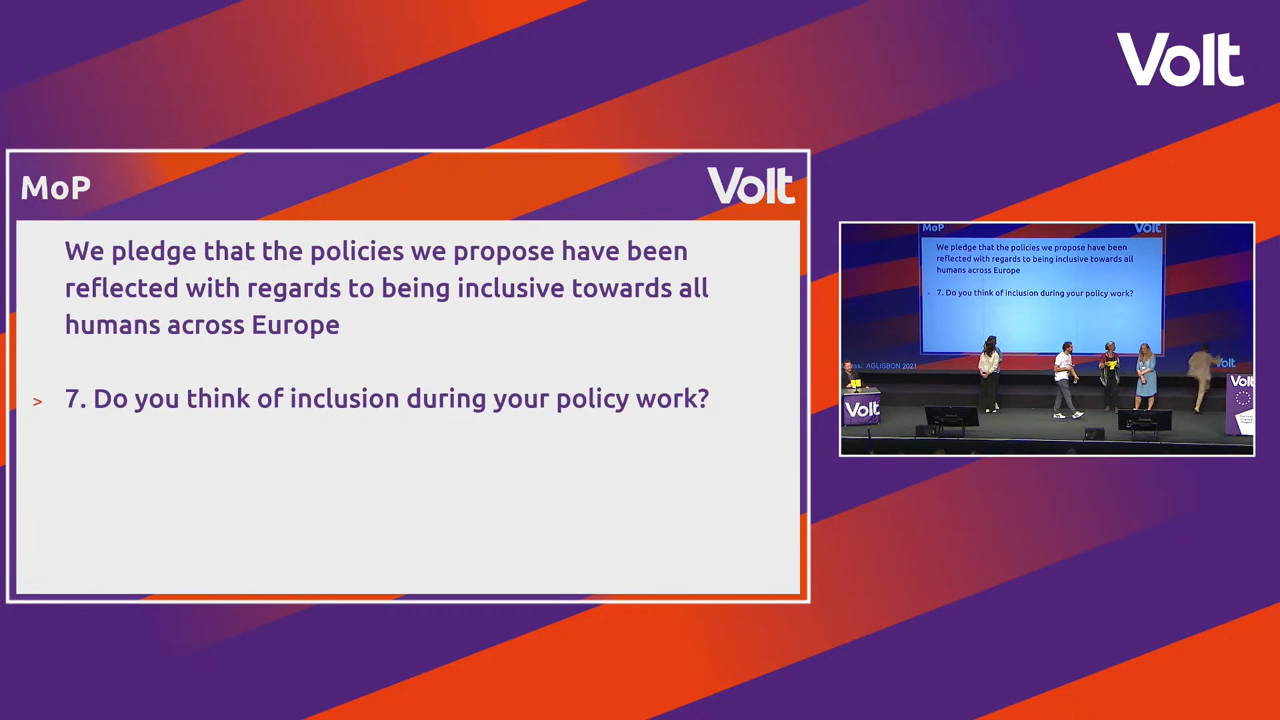 Volt
MoP
Volt
We pledge that the policies we propose have been
reflected with regards to being inclusive towards all
humans across Europe
> 7. Do you think of inclusion during your policy work?
MoP
Volt
We pledge that the policies we propose have been
reflected with regards to being inclusive towards all
humans across Europe
7. Do you think of inclusion during your policy work?
AGLISBON 2021
Volt
Volt
Volt